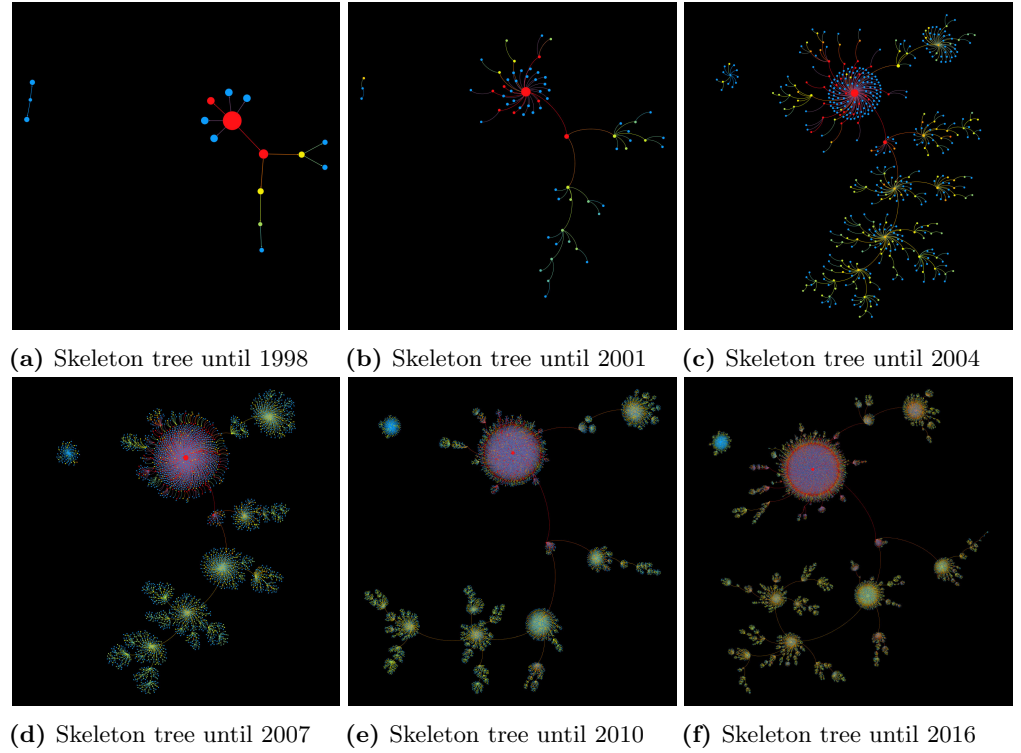 (a) Skeleton tree until 1998
(b) Skeleton tree until 2001
(c) Skeleton tree until 2004
(d) Skeleton tree until 2007
(e) Skeleton tree until 2010
(f) Skeleton tree until 2016